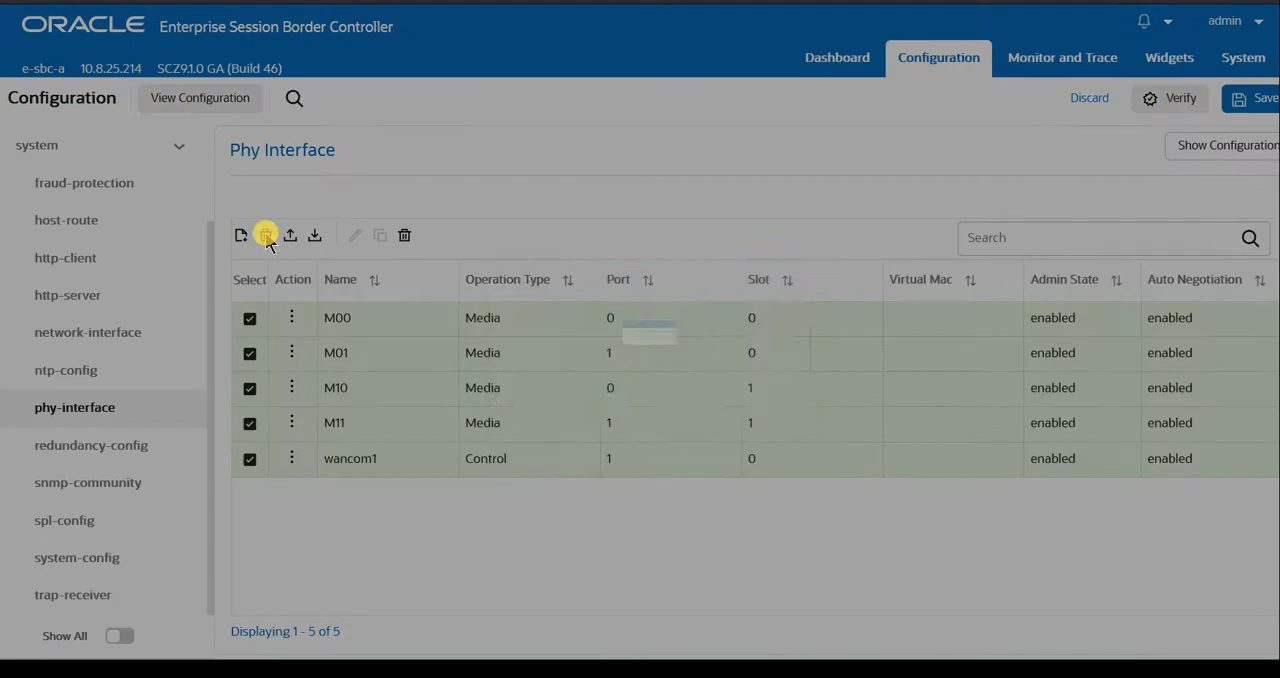 ORACLE Enterprise Session Border Controller
admin
e-sbc-a 10.8.25.214 SCZ9.1.0 GA (Build 46)
Dashboard Configuration Monitor and Trace Widgets System
Configuration View Configuration Discard Verify Save
system
fraud-protection
host-route
http-client
http-server
network-interface
ntp-config
phy-interface
redundancy-config
snmp-community
spl-config
system-config
trap-receiver
Show All
Phy Interface
Show Configuration
Search
Select Action Name Operation Type Port Slot Virtual Mac Admin State Auto Negotiation
M00 Media 0 0 enabled enabled
M01 Media 1 0 enabled enabled
M10 Media 0 1 enabled enabled
M11 Media 1 1 enabled enabled
wancom1 Control 1 0 enabled enabled
Displaying 1 - 5 of 5